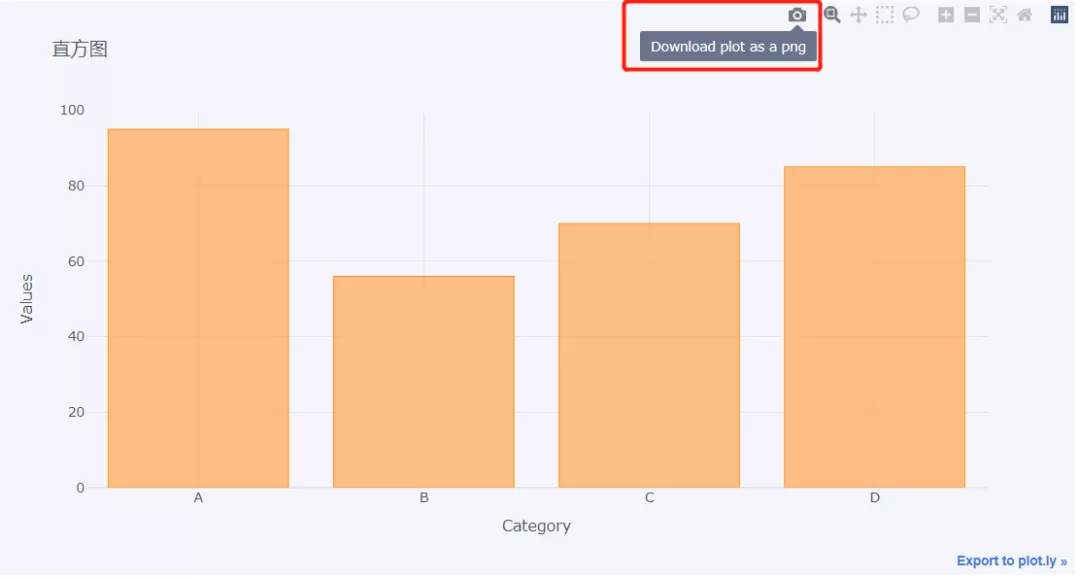 Download plot as a png
直方图
100
80
60
40
20
0
Values
A B C D
Category
Export to plot.ly »